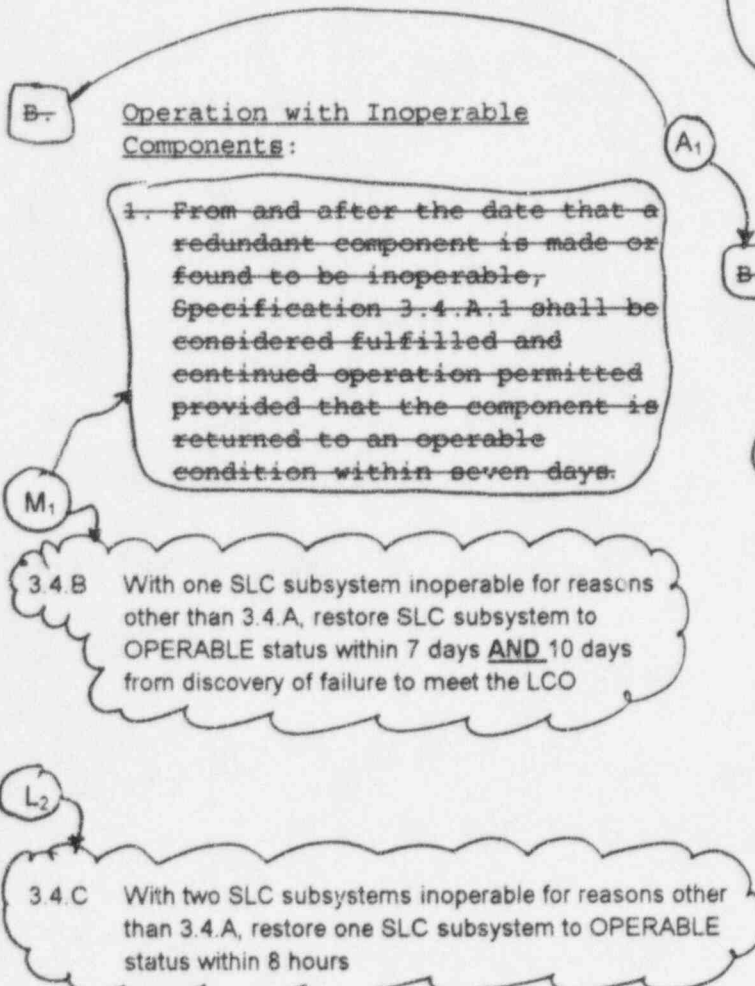 B.
Operation with Inoperable
Components:
A1
1. From and after the date that a
redundant component is made or
found to be inoperable,
Specification 3.4.A.1 shall be
considered fulfilled and
continued operation permitted
provided that the component is
returned to an operable
condition within seven days.
B
M1
3.4.B With one SLC subsystem inoperable for reasons
other than 3.4.A, restore SLC subsystem to
OPERABLE status within 7 days AND 10 days
from discovery of failure to meet the LCO
L2
3.4.C With two SLC subsystems inoperable for reasons other
than 3.4.A, restore one SLC subsystem to OPERABLE
status within 8 hours